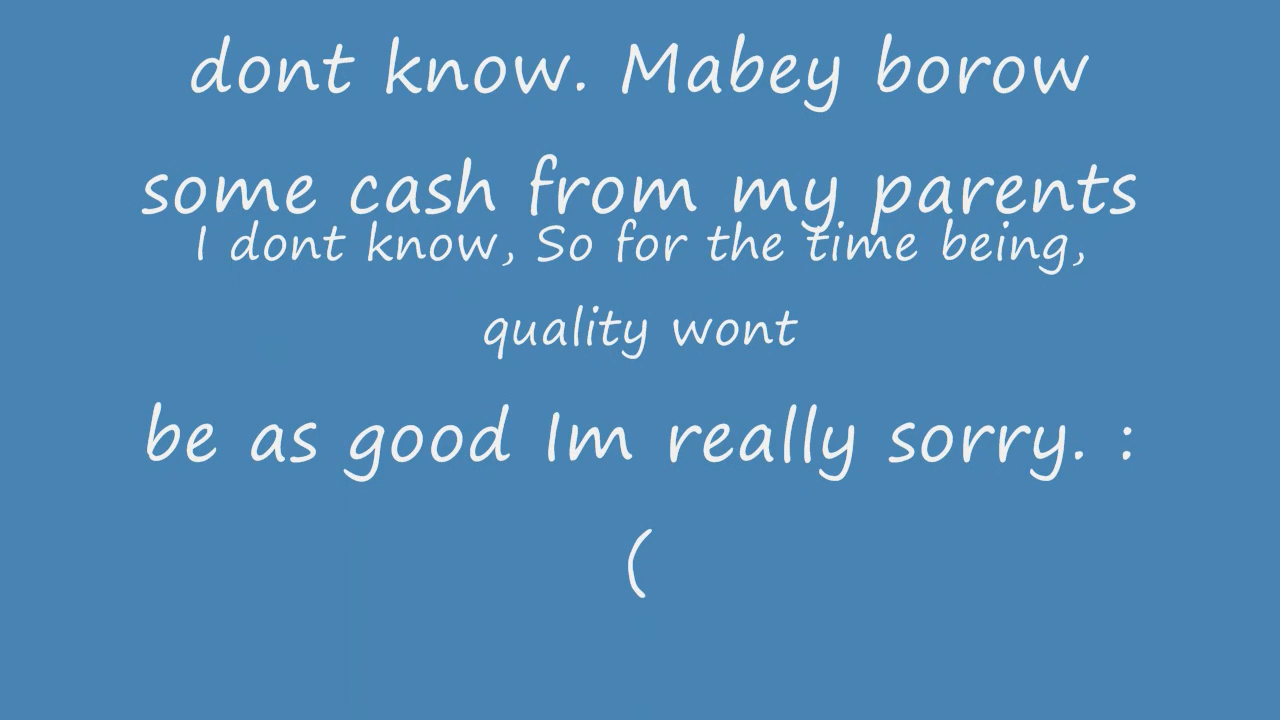 dont know. Mabey borow
some cash from my parents
I dont know, So for the time being,
quality wont
be as good Im really sorry. :
(